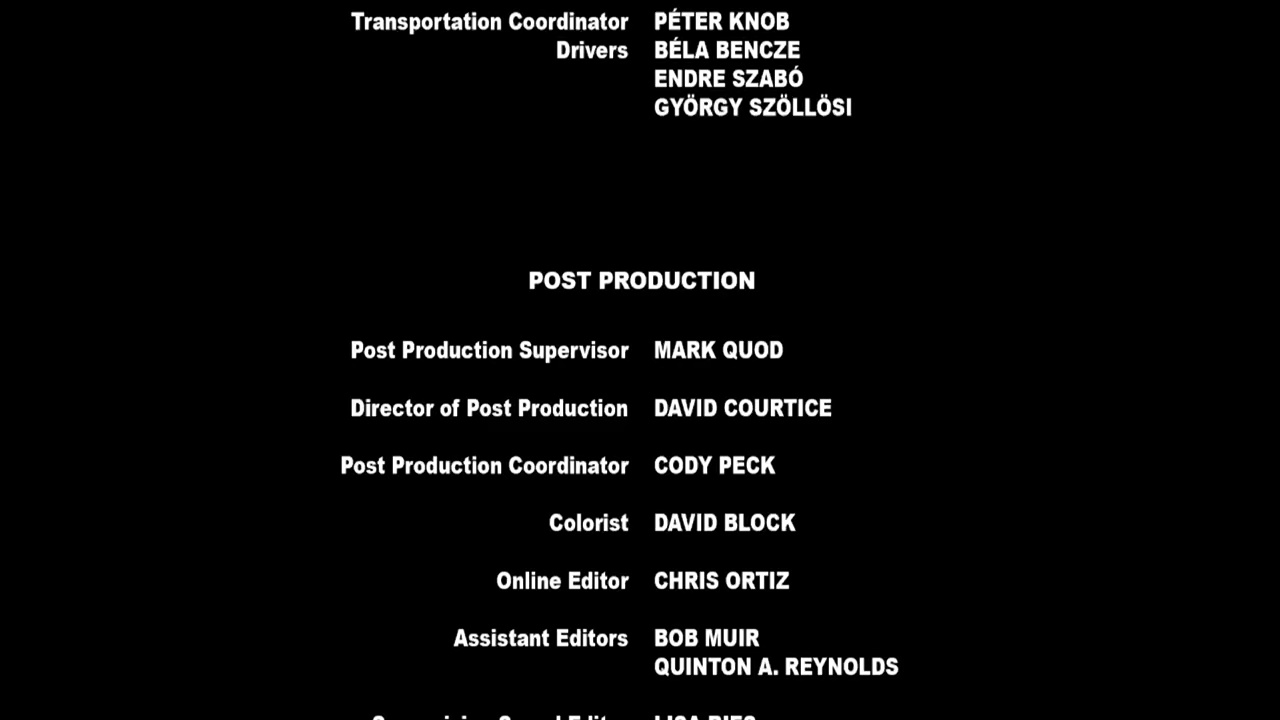 Transportation Coordinator PÉTER KNOB
Drivers BÉLA BENCZE
ENDRE SZABÓ
GYÖRGY SZÖLLÖSI
POST PRODUCTION
Post Production Supervisor MARK QUOD
Director of Post Production DAVID COURTICE
Post Production Coordinator CODY PECK
Colorist DAVID BLOCK
Online Editor CHRIS ORTIZ
Assistant Editors BOB MUIR
QUINTON A. REYNOLDS